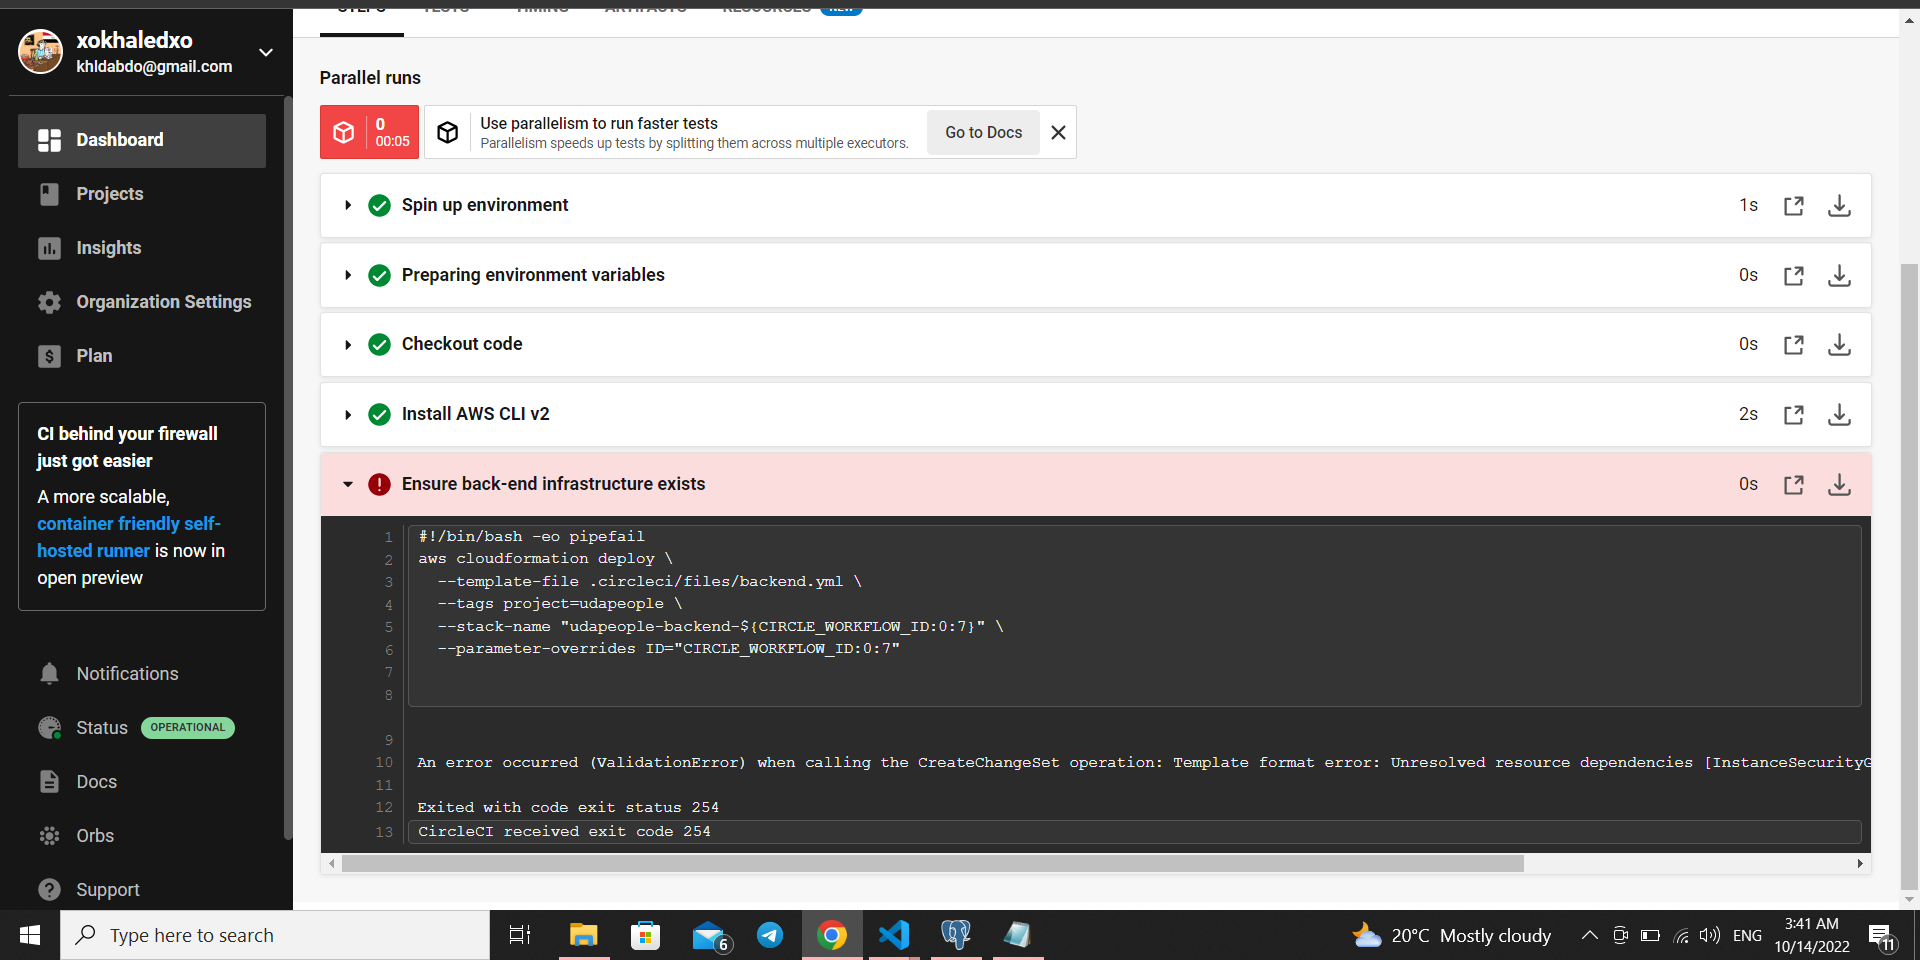 STEPS
TESTS
TIMING
ARTIFACTS
RESOURCES
NEW
xokhaledxo
khldabdo@gmail.com
Dashboard
Projects
Insights
Organization Settings
Plan
CI behind your firewall
just got easier
A more scalable,
container friendly self-
hosted runner is now in
open preview
Notifications
Status
OPERATIONAL
Docs
Orbs
Support
Parallel runs
0
00:05
Use parallelism to run faster tests
Parallelism speeds up tests by splitting them across multiple executors.
Go to Docs
Spin up environment
1s
Preparing environment variables
0s
Checkout code
0s
Install AWS CLI v2
2s
Ensure back-end infrastructure exists
0s
1 #!/bin/bash -eo pipefail
2 aws cloudformation deploy \
3 --template-file .circleci/files/backend.yml \
4 --tags project=udapeople \
5 --stack-name "udapeople-backend-${CIRCLE_WORKFLOW_ID:0:7}" \
6 --parameter-overrides ID="CIRCLE_WORKFLOW_ID:0:7"
7
8
9
10 An error occurred (ValidationError) when calling the CreateChangeSet operation: Template format error: Unresolved resource dependencies [InstanceSecurityG
11
12 Exited with code exit status 254
13 CircleCI received exit code 254
Type here to search
6
20°C Mostly cloudy
ENG
3:41 AM
10/14/2022
11